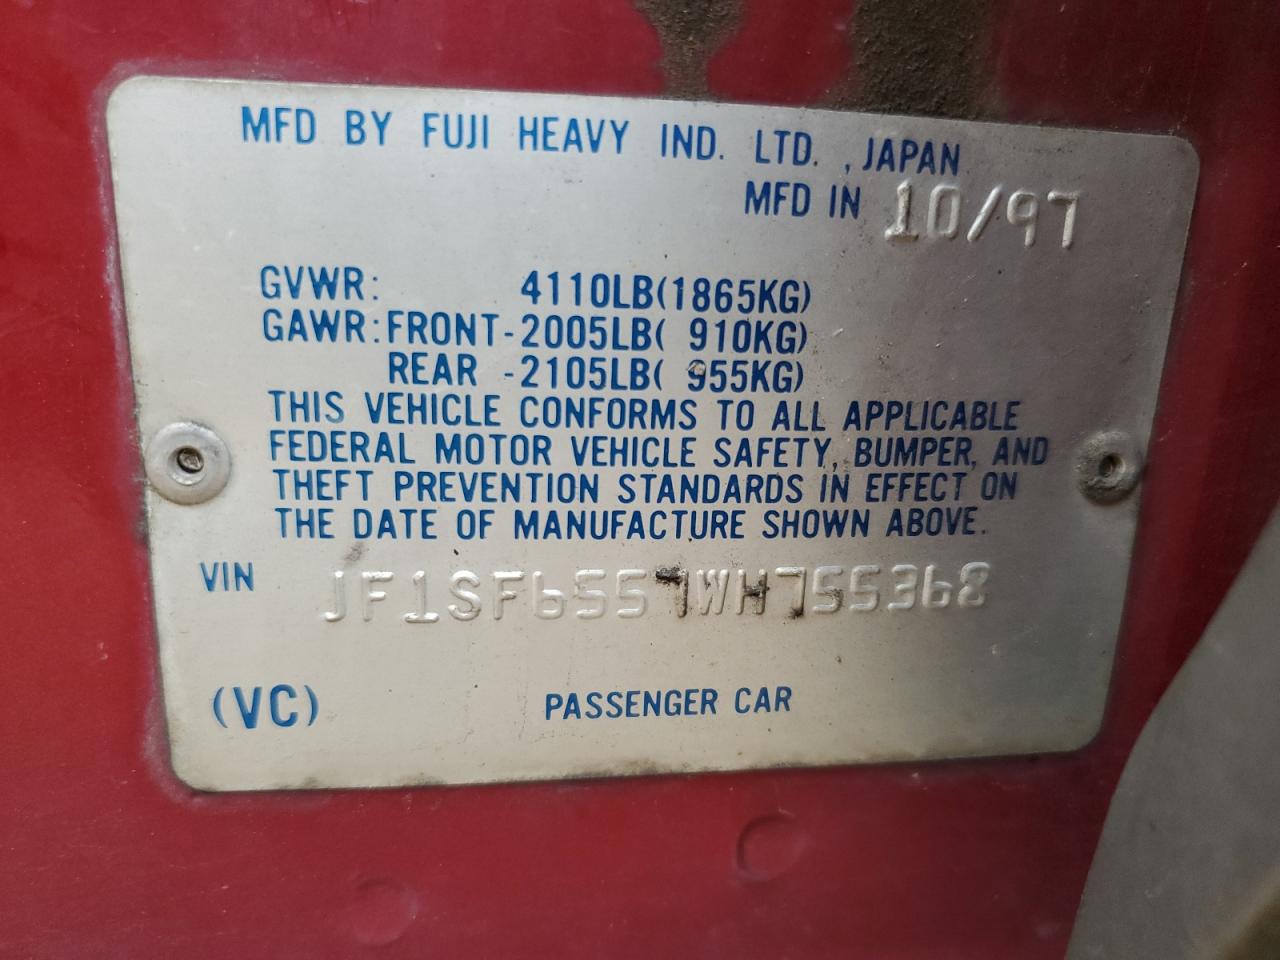 MFD BY FUJI HEAVY IND. LTD. , JAPAN
MFD IN 10/97
GVWR: 4110LB(1865KG)
GAWR: FRONT-2005LB( 910KG)
REAR -2105LB( 955KG)
THIS VEHICLE CONFORMS TO ALL APPLICABLE
FEDERAL MOTOR VEHICLE SAFETY, BUMPER, AND
THEFT PREVENTION STANDARDS IN EFFECT ON
THE DATE OF MANUFACTURE SHOWN ABOVE.
VIN JF1SF6557WH755368
(VC) PASSENGER CAR